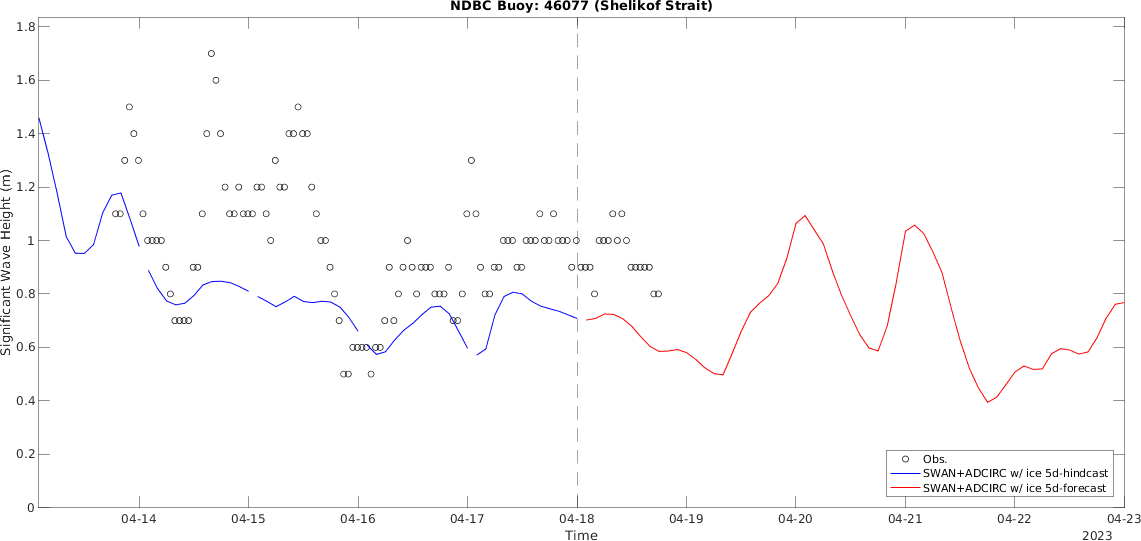 NDBC Buoy: 46077 (Shelikof Strait)
1.8
1.6
1.4
1.2
1
0.8
0.6
0.4
0.2
0
Significant Wave Height (m)
04-14 04-15 04-16 04-17 04-18 04-19 04-20 04-21 04-22 04-23
Time
2023
Obs.
SWAN+ADCIRC w/ ice 5d-hindcast
SWAN+ADCIRC w/ ice 5d-forecast